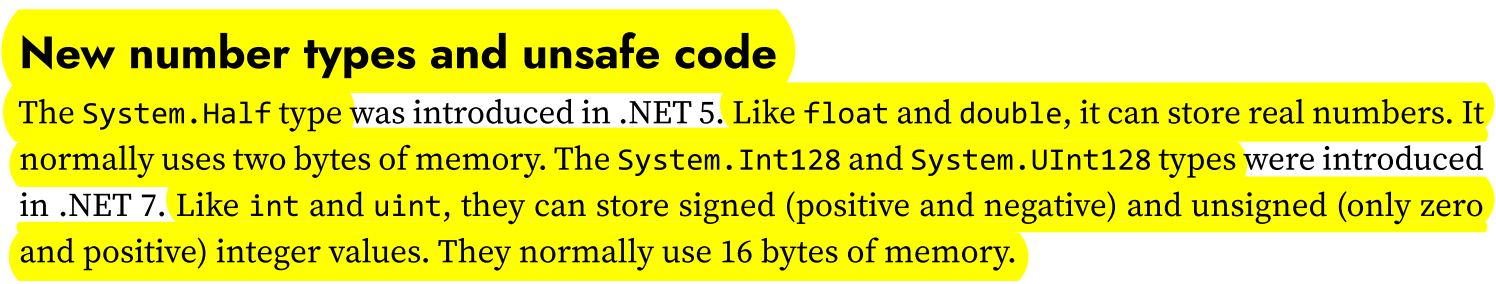 New number types and unsafe code
The System.Half type was introduced in .NET 5. Like float and double, it can store real numbers. It
normally uses two bytes of memory. The System.Int128 and System.UInt128 types were introduced
in .NET 7. Like int and uint, they can store signed (positive and negative) and unsigned (only zero
and positive) integer values. They normally use 16 bytes of memory.